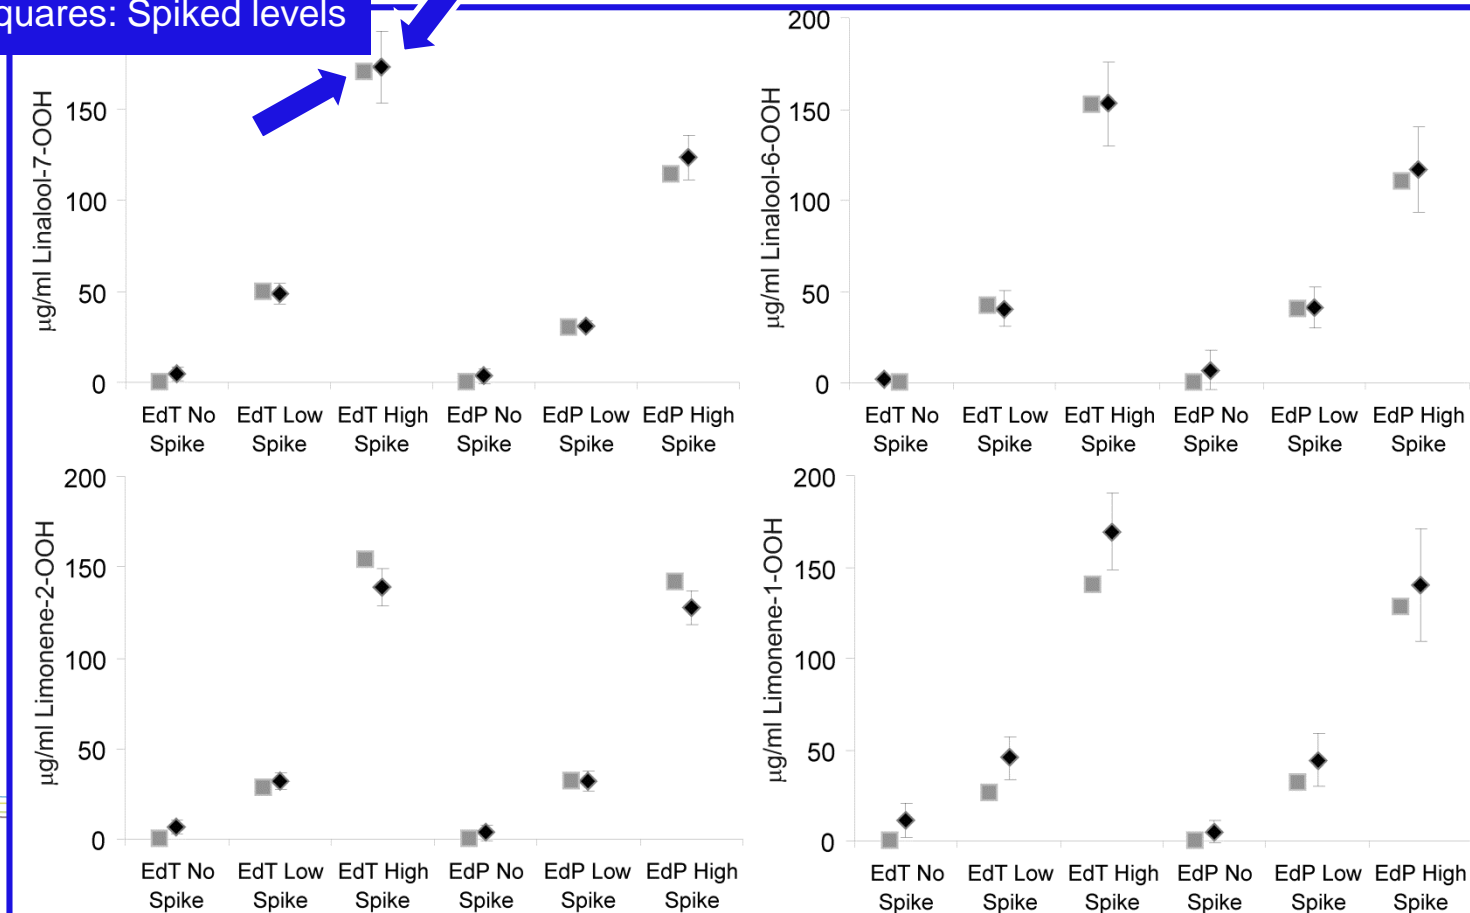 Squares: Spiked levels
µg/ml Linalool-7-OOH
150
100
50
0
EdT No Spike
EdT Low Spike
EdT High Spike
EdP No Spike
EdP Low Spike
EdP High Spike
µg/ml Linalool-6-OOH
200
150
100
50
0
EdT No Spike
EdT Low Spike
EdT High Spike
EdP No Spike
EdP Low Spike
EdP High Spike
µg/ml Limonene-2-OOH
200
150
100
50
0
EdT No Spike
EdT Low Spike
EdT High Spike
EdP No Spike
EdP Low Spike
EdP High Spike
µg/ml Limonene-1-OOH
200
150
100
50
0
EdT No Spike
EdT Low Spike
EdT High Spike
EdP No Spike
EdP Low Spike
EdP High Spike